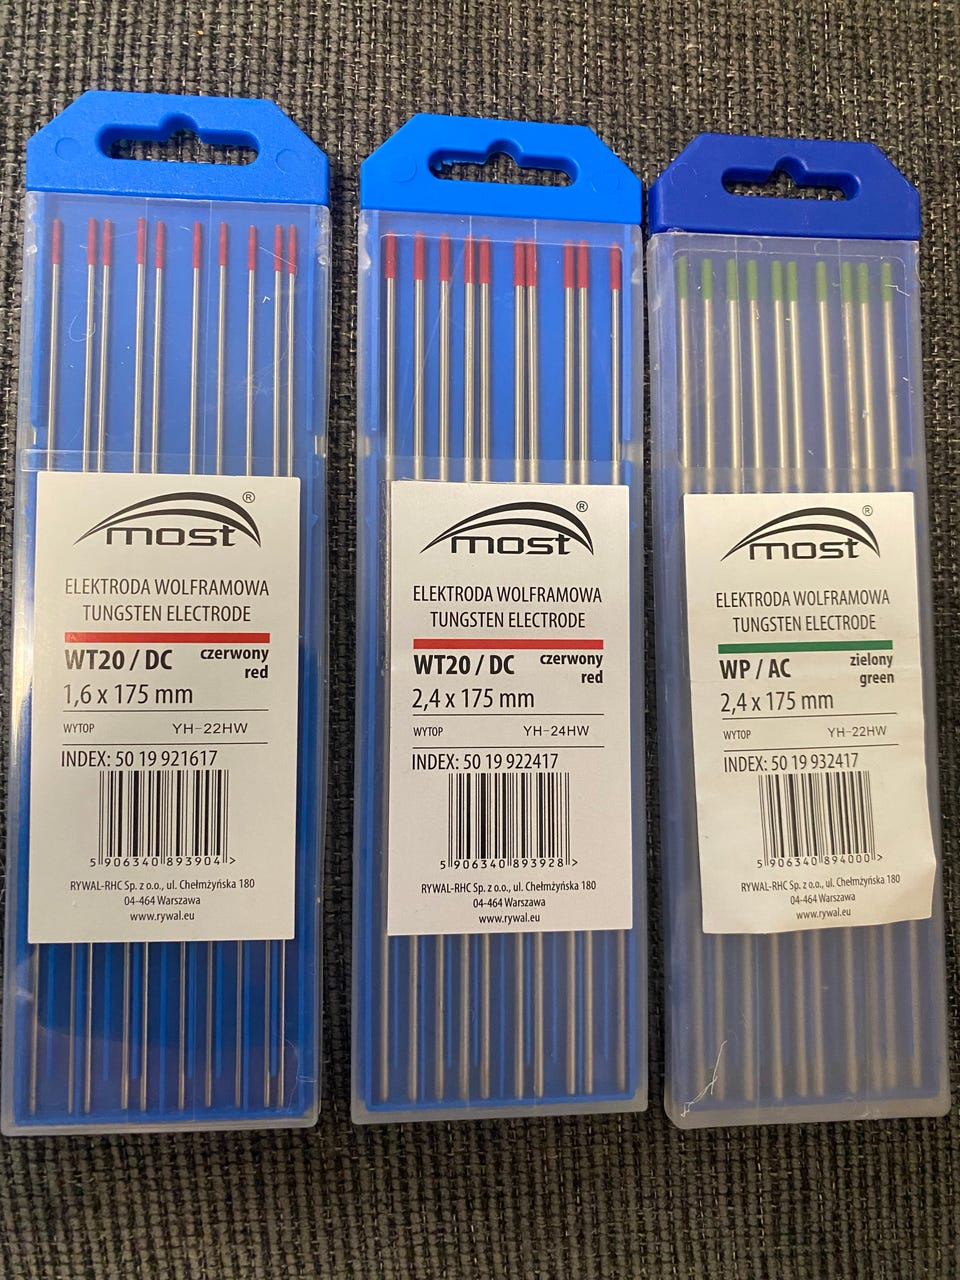 most®
ELEKTRODA WOLFRAMOWA
TUNGSTEN ELECTRODE
WT20 / DC czerwony
red
1,6 x 175 mm
WYTOP YH-22HW
INDEX: 50 19 921617
5 906340 893904 >
RYWAL-RHC Sp. z o.o., ul. Chełmżyńska 180
04-464 Warszawa
www.rywal.eu
most®
ELEKTRODA WOLFRAMOWA
TUNGSTEN ELECTRODE
WT20 / DC czerwony
red
2,4 x 175 mm
WYTOP YH-24HW
INDEX: 50 19 922417
5 906340 893928 >
RYWAL-RHC Sp. z o.o., ul. Chełmżyńska 180
04-464 Warszawa
www.rywal.eu
most®
ELEKTRODA WOLFRAMOWA
TUNGSTEN ELECTRODE
WP / AC zielony
green
2,4 x 175 mm
WYTOP YH-22HW
INDEX: 50 19 932417
5 906340 894000 >
RYWAL-RHC Sp. z o.o., ul. Chełmżyńska 180
04-464 Warszawa
www.rywal.eu